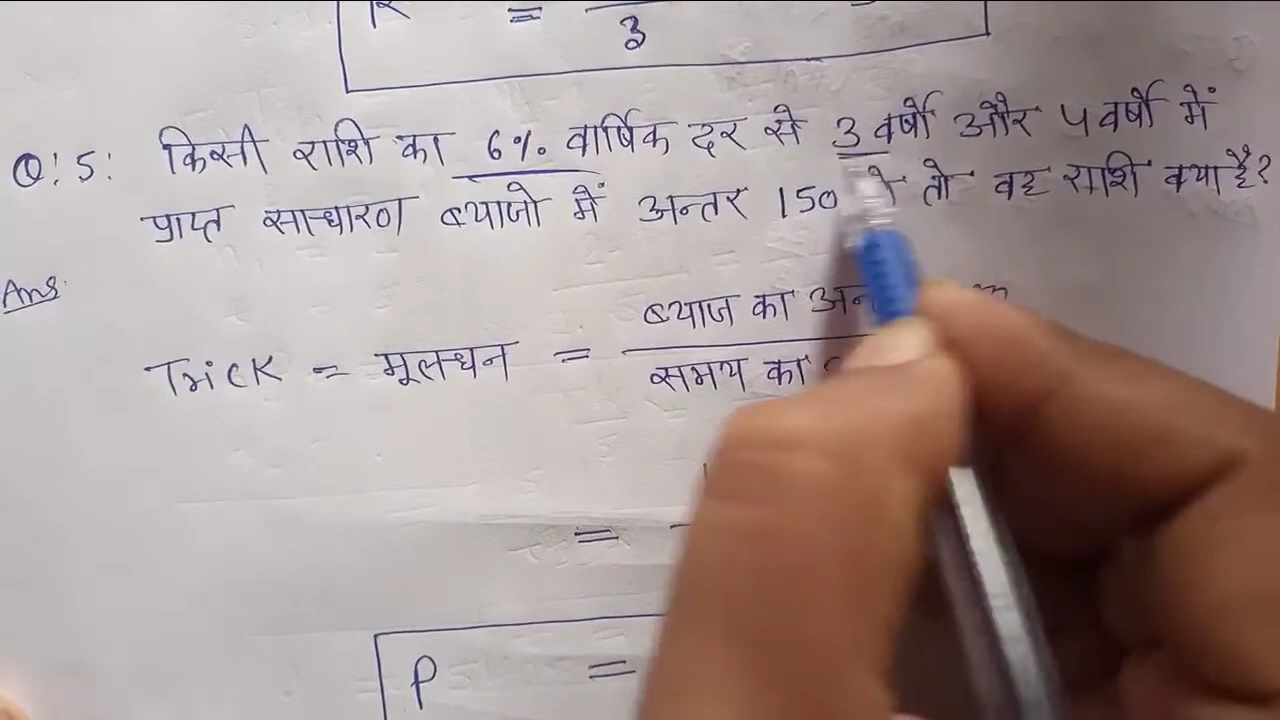 R = 3
Q! 5! किसी राशि का 6% वार्षिक दर से 3 वर्षो और 4 वर्षो में
प्राप्त साधारण ब्याजो में अन्तर 150 तो वह राशि क्या है?
Ans
Trick = मूलधन = ब्याज का
समय का
=
P =